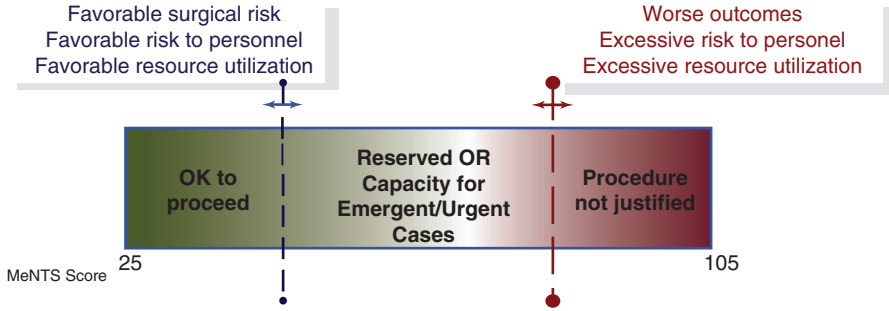 Favorable surgical risk
Favorable risk to personnel
Favorable resource utilization
Worse outcomes
Excessive risk to personel
Excessive resource utilization
OK to
proceed
Reserved OR
Capacity for
Emergent/Urgent
Cases
Procedure
not justified
25
105
MeNTS Score